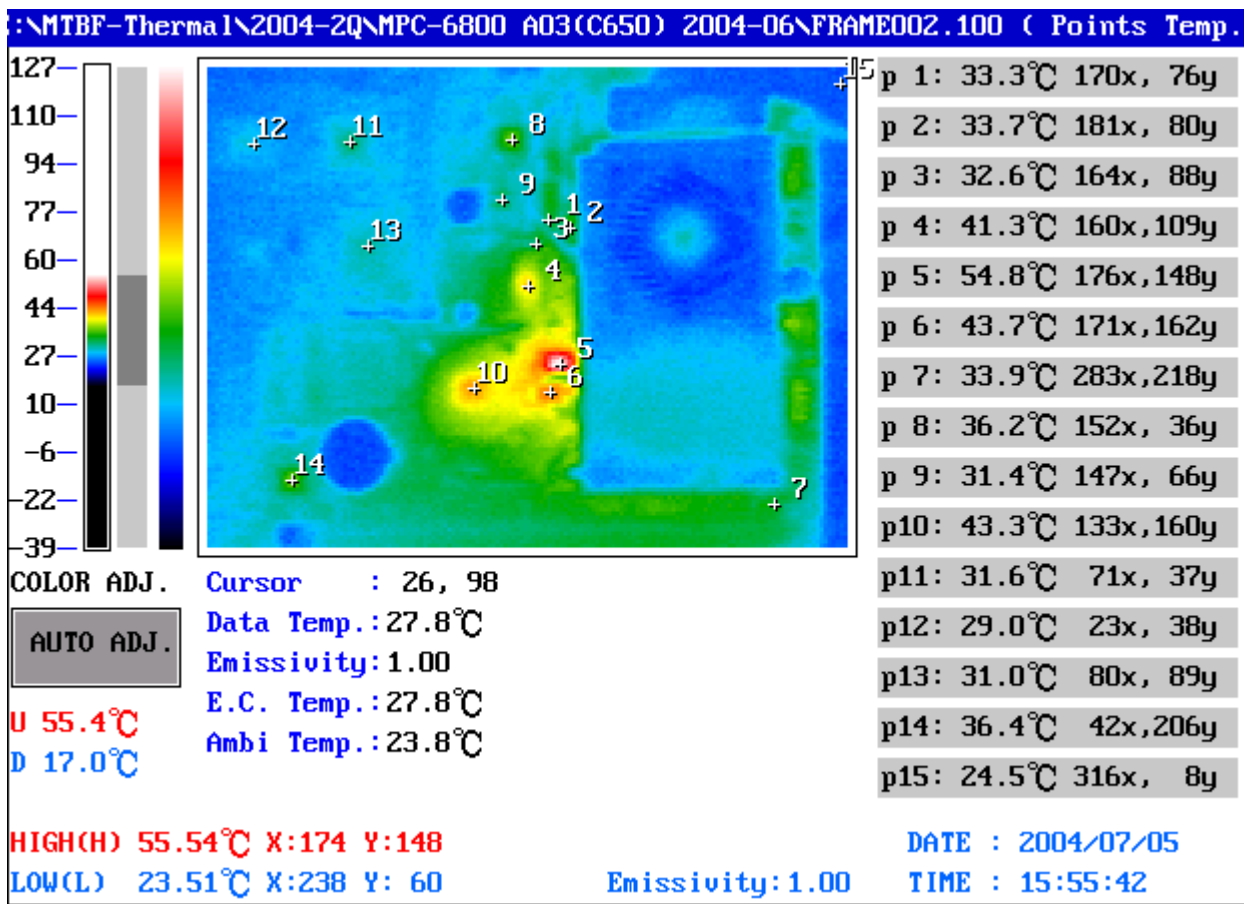 :\MTBF-Thermal\2004-2Q\MPC-6800 A03(C650) 2004-06\FRAME002.100 ( Points Temp.
127
110
94
77
60
44
27
10
-6
-22
-39
COLOR ADJ.
AUTO ADJ.
U 55.4℃
D 17.0℃
15
12
11
8
9
1
2
3
13
4
5
10
6
14
7
p 1: 33.3℃ 170x, 76y
p 2: 33.7℃ 181x, 80y
p 3: 32.6℃ 164x, 88y
p 4: 41.3℃ 160x,109y
p 5: 54.8℃ 176x,148y
p 6: 43.7℃ 171x,162y
p 7: 33.9℃ 283x,218y
p 8: 36.2℃ 152x, 36y
p 9: 31.4℃ 147x, 66y
p10: 43.3℃ 133x,160y
p11: 31.6℃ 71x, 37y
p12: 29.0℃ 23x, 38y
p13: 31.0℃ 80x, 89y
p14: 36.4℃ 42x,206y
p15: 24.5℃ 316x, 8y
Cursor : 26, 98
Data Temp.:27.8℃
Emissivity:1.00
E.C. Temp.:27.8℃
Ambi Temp.:23.8℃
HIGH(H) 55.54℃ X:174 Y:148
LOW(L) 23.51℃ X:238 Y: 60
Emissivity:1.00
DATE : 2004/07/05
TIME : 15:55:42